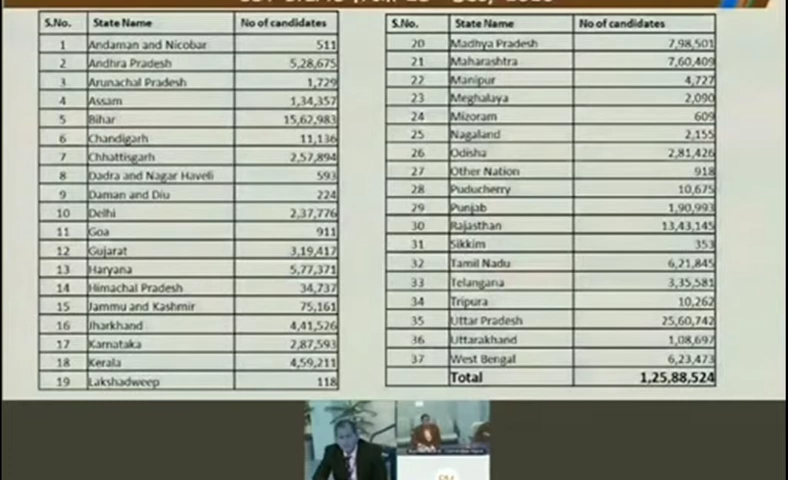 S.No. State Name No of candidates
1 Andaman and Nicobar 511
2 Andhra Pradesh 5,28,675
3 Arunachal Pradesh 1,729
4 Assam 1,34,357
5 Bihar 15,62,983
6 Chandigarh 11,136
7 Chhattisgarh 2,57,894
8 Dadra and Nagar Haveli 593
9 Daman and Diu 224
10 Delhi 2,37,776
11 Goa 911
12 Gujarat 3,19,417
13 Haryana 5,77,371
14 Himachal Pradesh 34,737
15 Jammu and Kashmir 75,161
16 Jharkhand 4,41,526
17 Karnataka 2,87,593
18 Kerala 4,59,211
19 Lakshadweep 118
S.No. State Name No of candidates
20 Madhya Pradesh 7,98,501
21 Maharashtra 7,60,409
22 Manipur 4,727
23 Meghalaya 2,090
24 Mizoram 609
25 Nagaland 2,155
26 Odisha 2,81,426
27 Other Nation 918
28 Puducherry 10,675
29 Punjab 1,90,993
30 Rajasthan 13,43,145
31 Sikkim 353
32 Tamil Nadu 6,21,845
33 Telangana 3,35,581
34 Tripura 10,262
35 Uttar Pradesh 25,60,742
36 Uttarakhand 1,08,697
37 West Bengal 6,23,473
Total 1,25,88,524